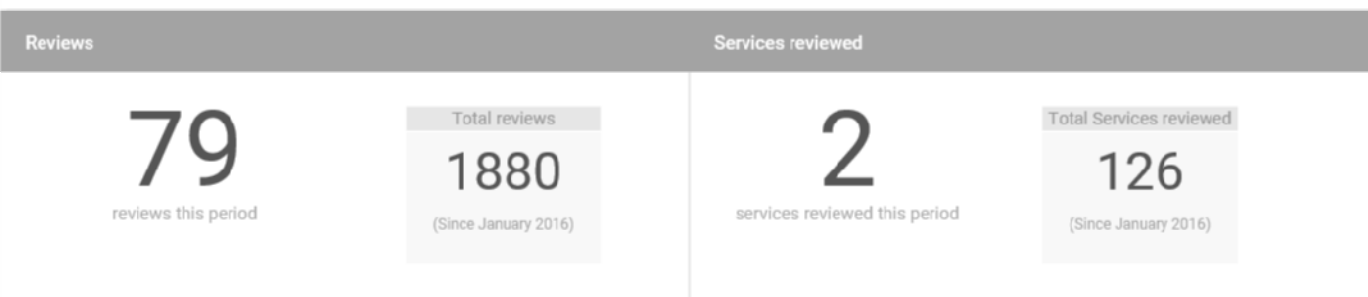 Reviews
Services reviewed
79
reviews this period
Total reviews
1880
(Since January 2016)
2
services reviewed this period
Total Services reviewed
126
(Since January 2016)